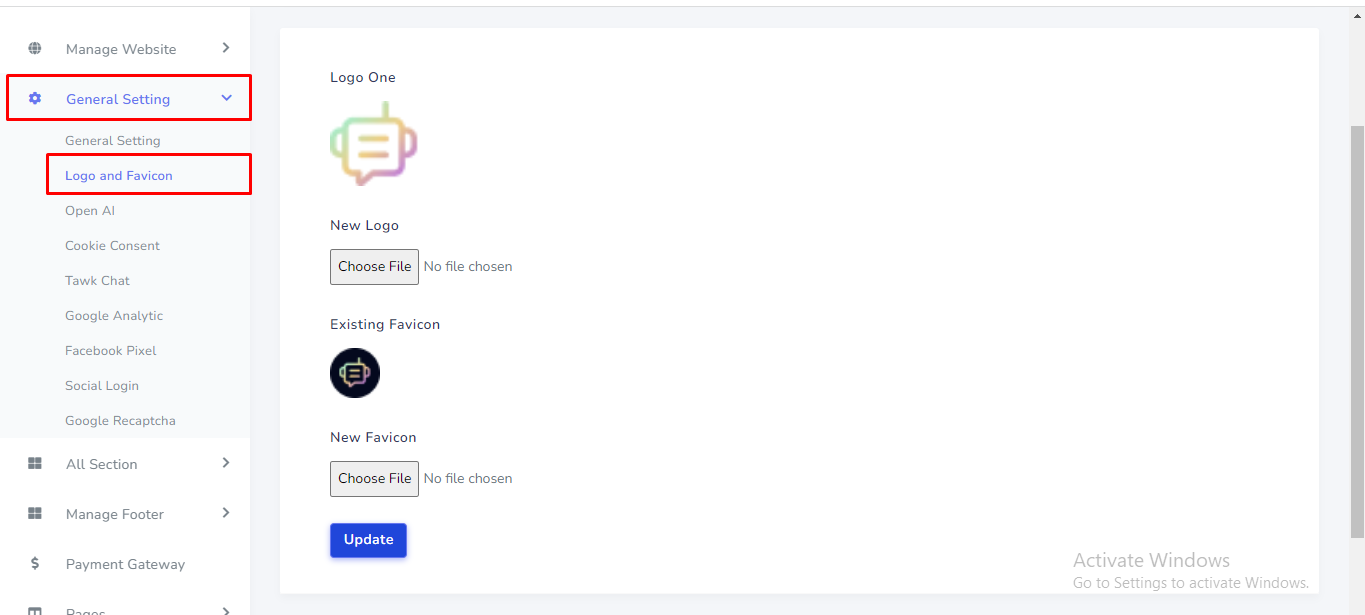 Manage Website
General Setting
General Setting
Logo and Favicon
Open AI
Cookie Consent
Tawk Chat
Google Analytic
Facebook Pixel
Social Login
Google Recaptcha
All Section
Manage Footer
Payment Gateway
Pages
Logo One
New Logo
Choose File No file chosen
Existing Favicon
New Favicon
Choose File No file chosen
Update
Activate Windows
Go to Settings to activate Windows.